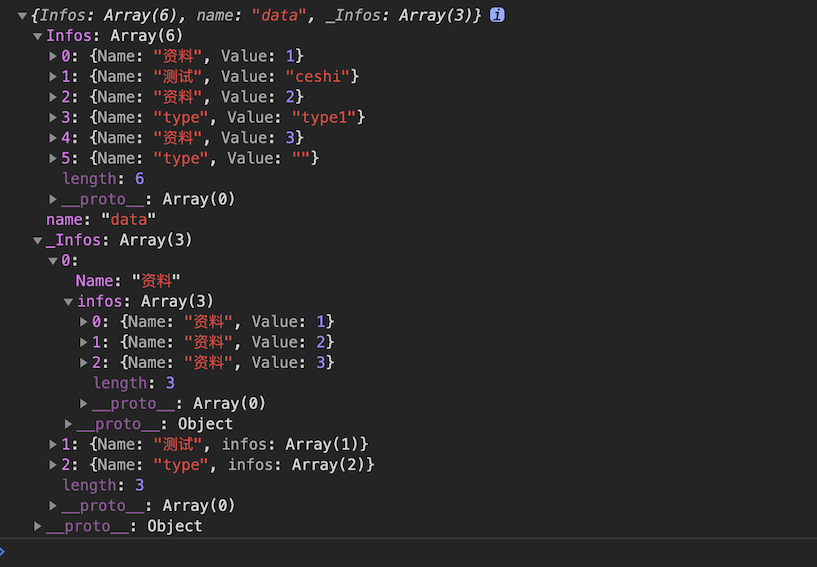 {Infos: Array(6), name: "data", _Infos: Array(3)} i
Infos: Array(6)
0: {Name: "资料", Value: 1}
1: {Name: "测试", Value: "ceshi"}
2: {Name: "资料", Value: 2}
3: {Name: "type", Value: "type1"}
4: {Name: "资料", Value: 3}
5: {Name: "type", Value: ""}
length: 6
__proto__: Array(0)
name: "data"
_Infos: Array(3)
0:
Name: "资料"
infos: Array(3)
0: {Name: "资料", Value: 1}
1: {Name: "资料", Value: 2}
2: {Name: "资料", Value: 3}
length: 3
__proto__: Array(0)
__proto__: Object
1: {Name: "测试", infos: Array(1)}
2: {Name: "type", infos: Array(2)}
length: 3
__proto__: Array(0)
__proto__: Object